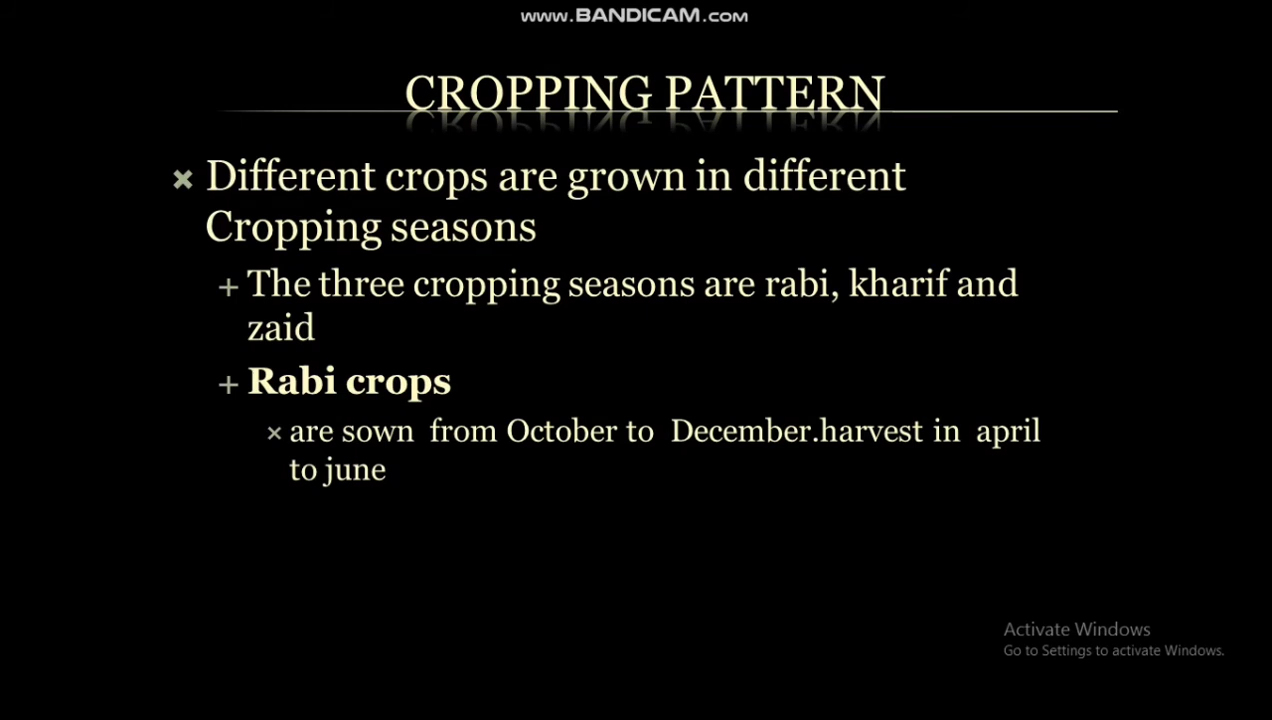 www.BANDICAM.com
CROPPING PATTERN
Different crops are grown in different
Cropping seasons
The three cropping seasons are rabi, kharif and
zaid
Rabi crops
are sown from October to December.harvest in april
to june
Activate Windows
Go to Settings to activate Windows.